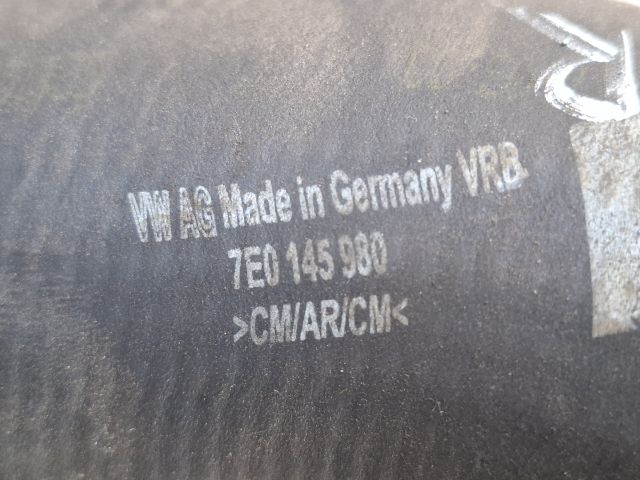 VW AG Made in Germany VRB
7E0 145 980
>CM/AR/CM<